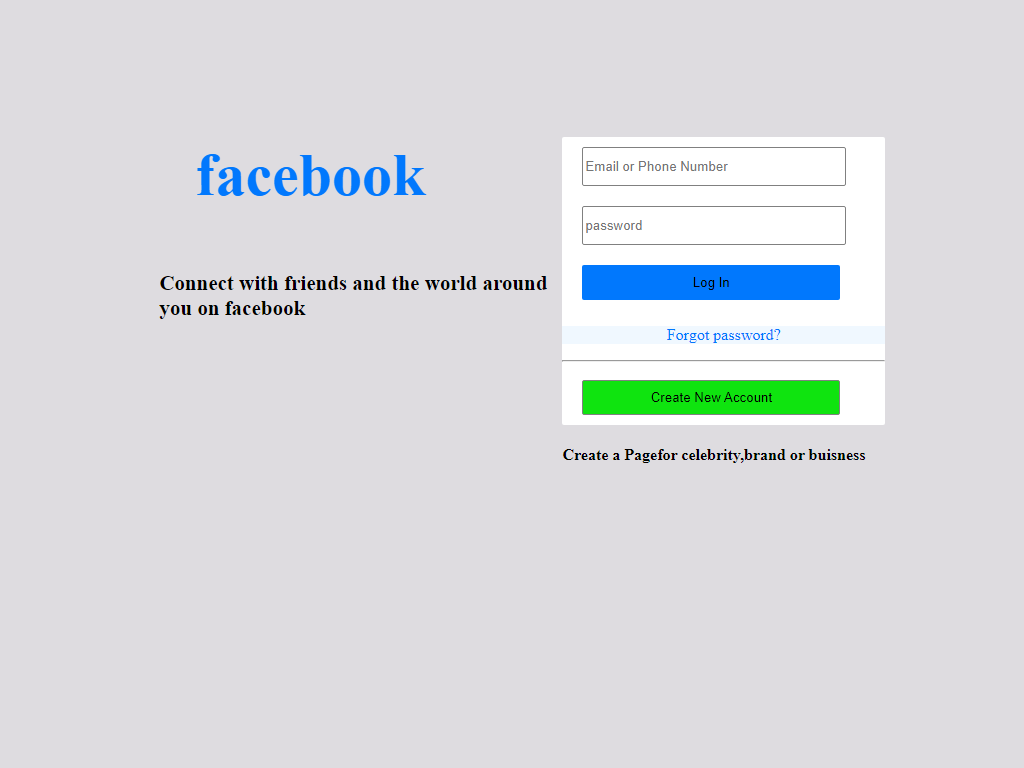 facebook
Connect with friends and the world around
you on facebook
Email or Phone Number
password
Log In
Forgot password?
Create New Account
Create a Pagefor celebrity,brand or buisness